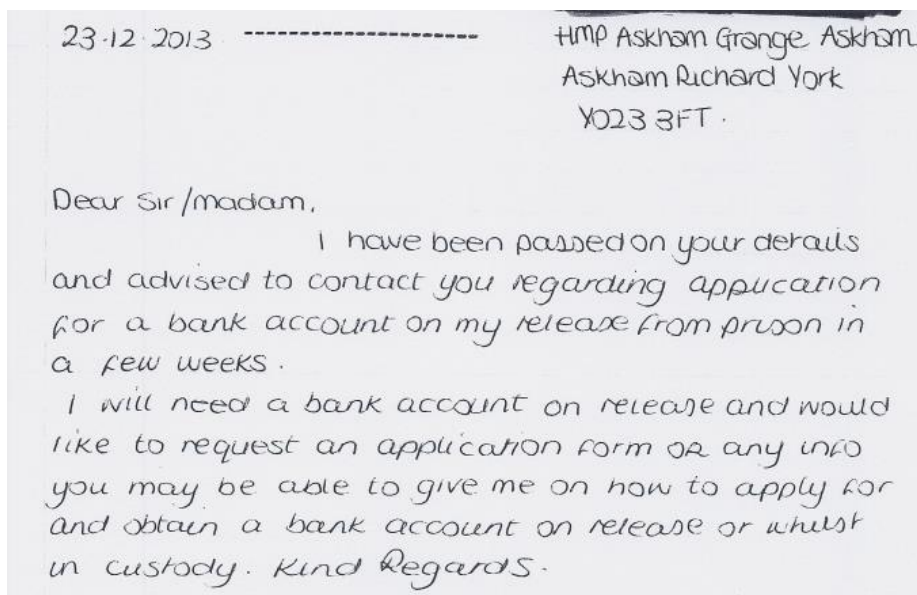 23.12.2013 -------------------- HMP Askham Grange Askham
Askham Richard York
YO23 3FT.
Dear Sir/madam,
I have been passed on your details
and advised to contact you regarding application
for a bank account on my release from prison in
a few weeks.
I will need a bank account on release and would
like to request an application form or any info
you may be able to give me on how to apply for
and obtain a bank account on release or whilst
in custody. Kind Regards.